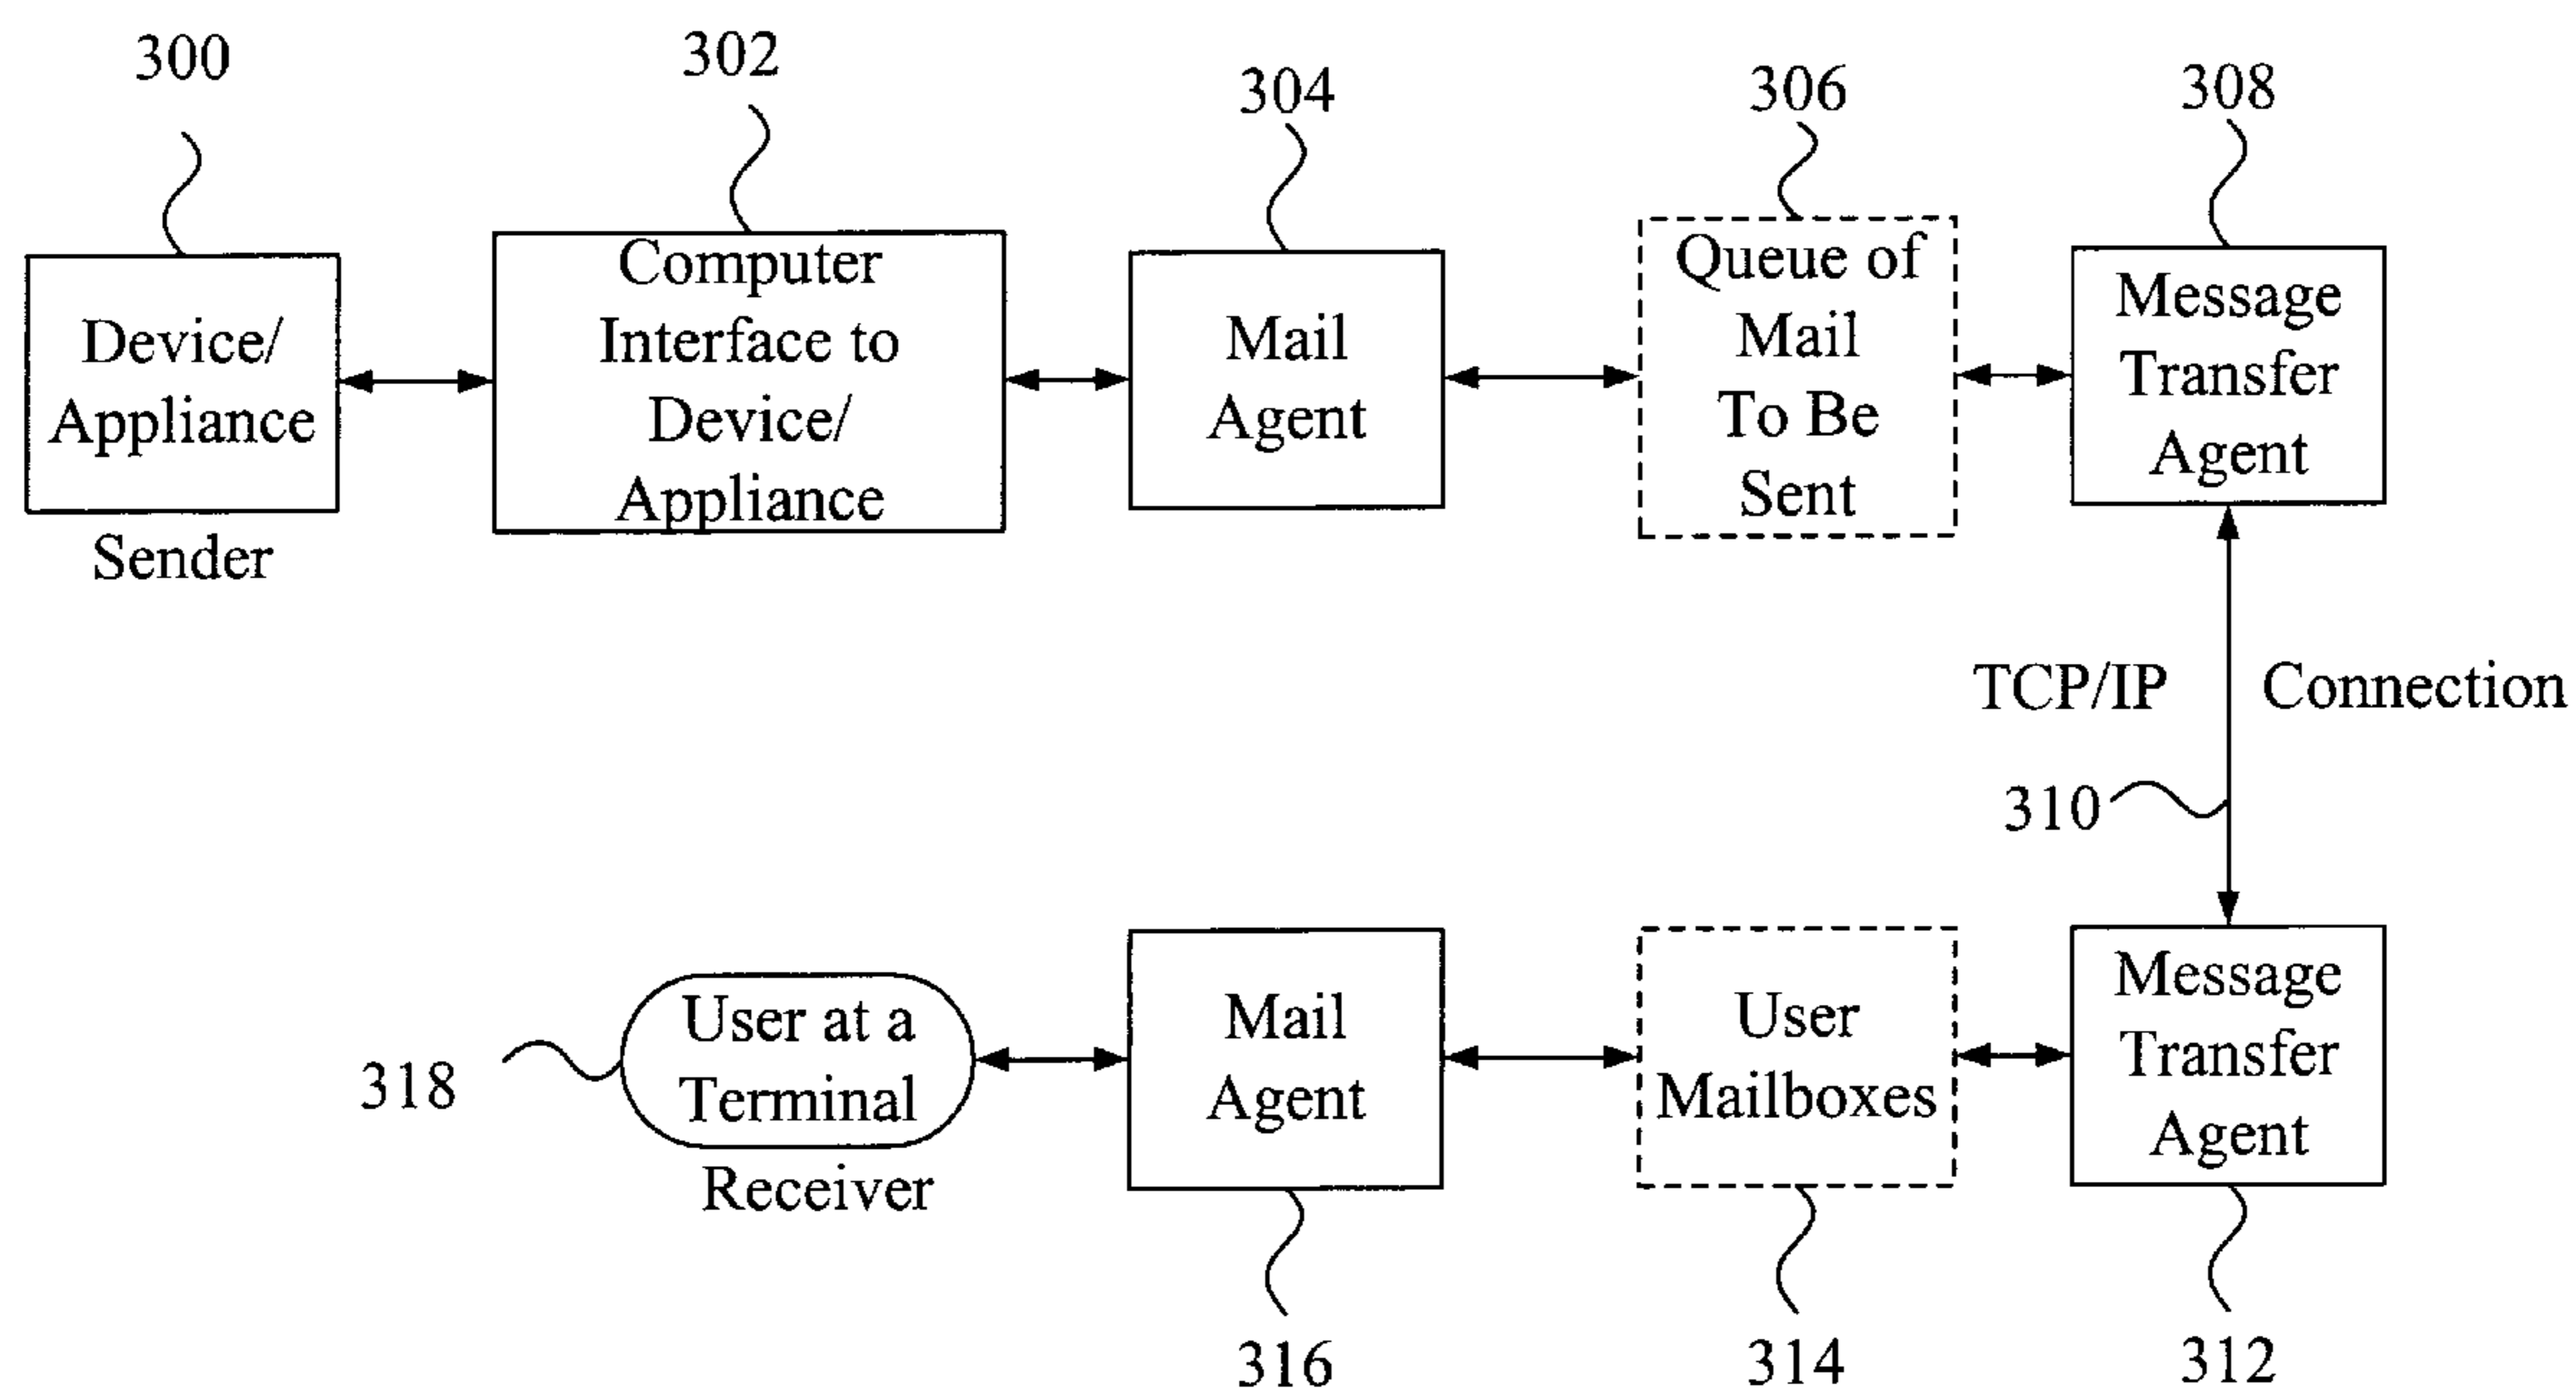 300
302
304
306
308
Device/
Appliance
Sender
Computer
Interface to
Device/
Appliance
Mail
Agent
Queue of
Mail
To Be
Sent
Message
Transfer
Agent
TCP/IP Connection
310
318
User at a
Terminal
Receiver
Mail
Agent
User
Mailboxes
Message
Transfer
Agent
316
314
312